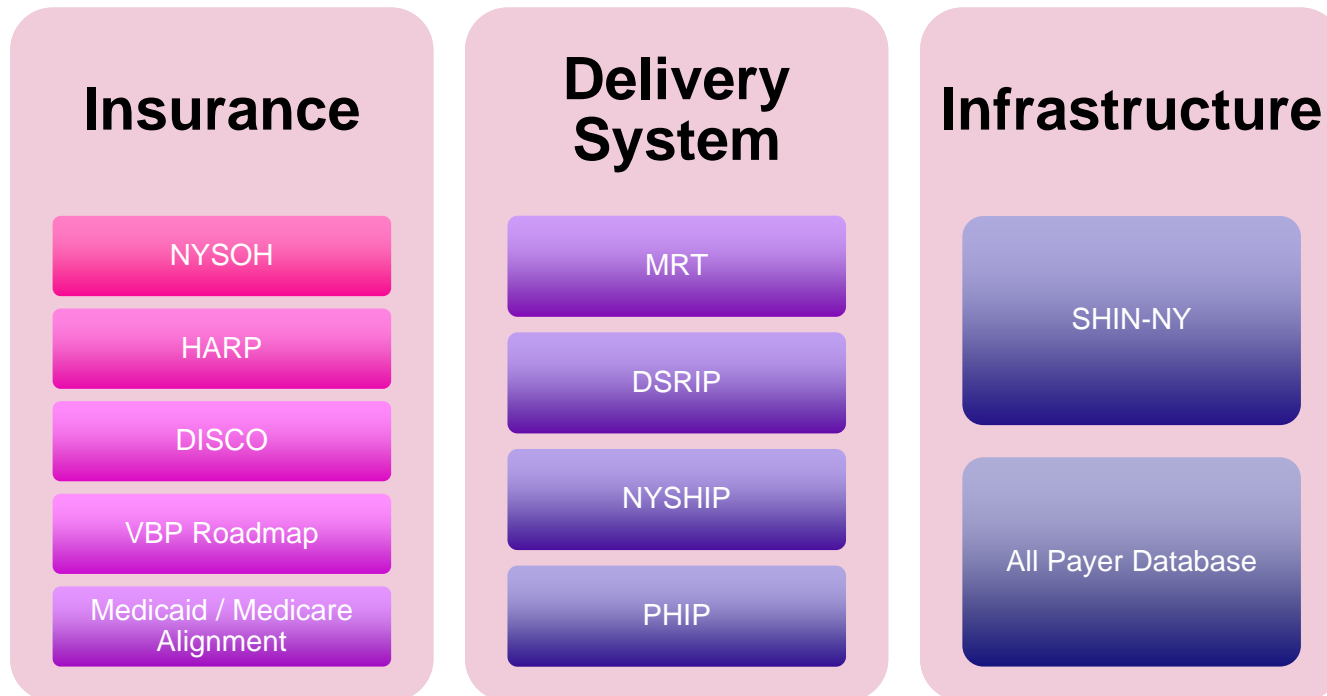 Insurance
NYSOH
HARP
DISCO
VBP Roadmap
Medicaid / Medicare
Alignment
Delivery
System
MRT
DSRIP
NYSHIP
PHIP
Infrastructure
SHIN-NY
All Payer Database